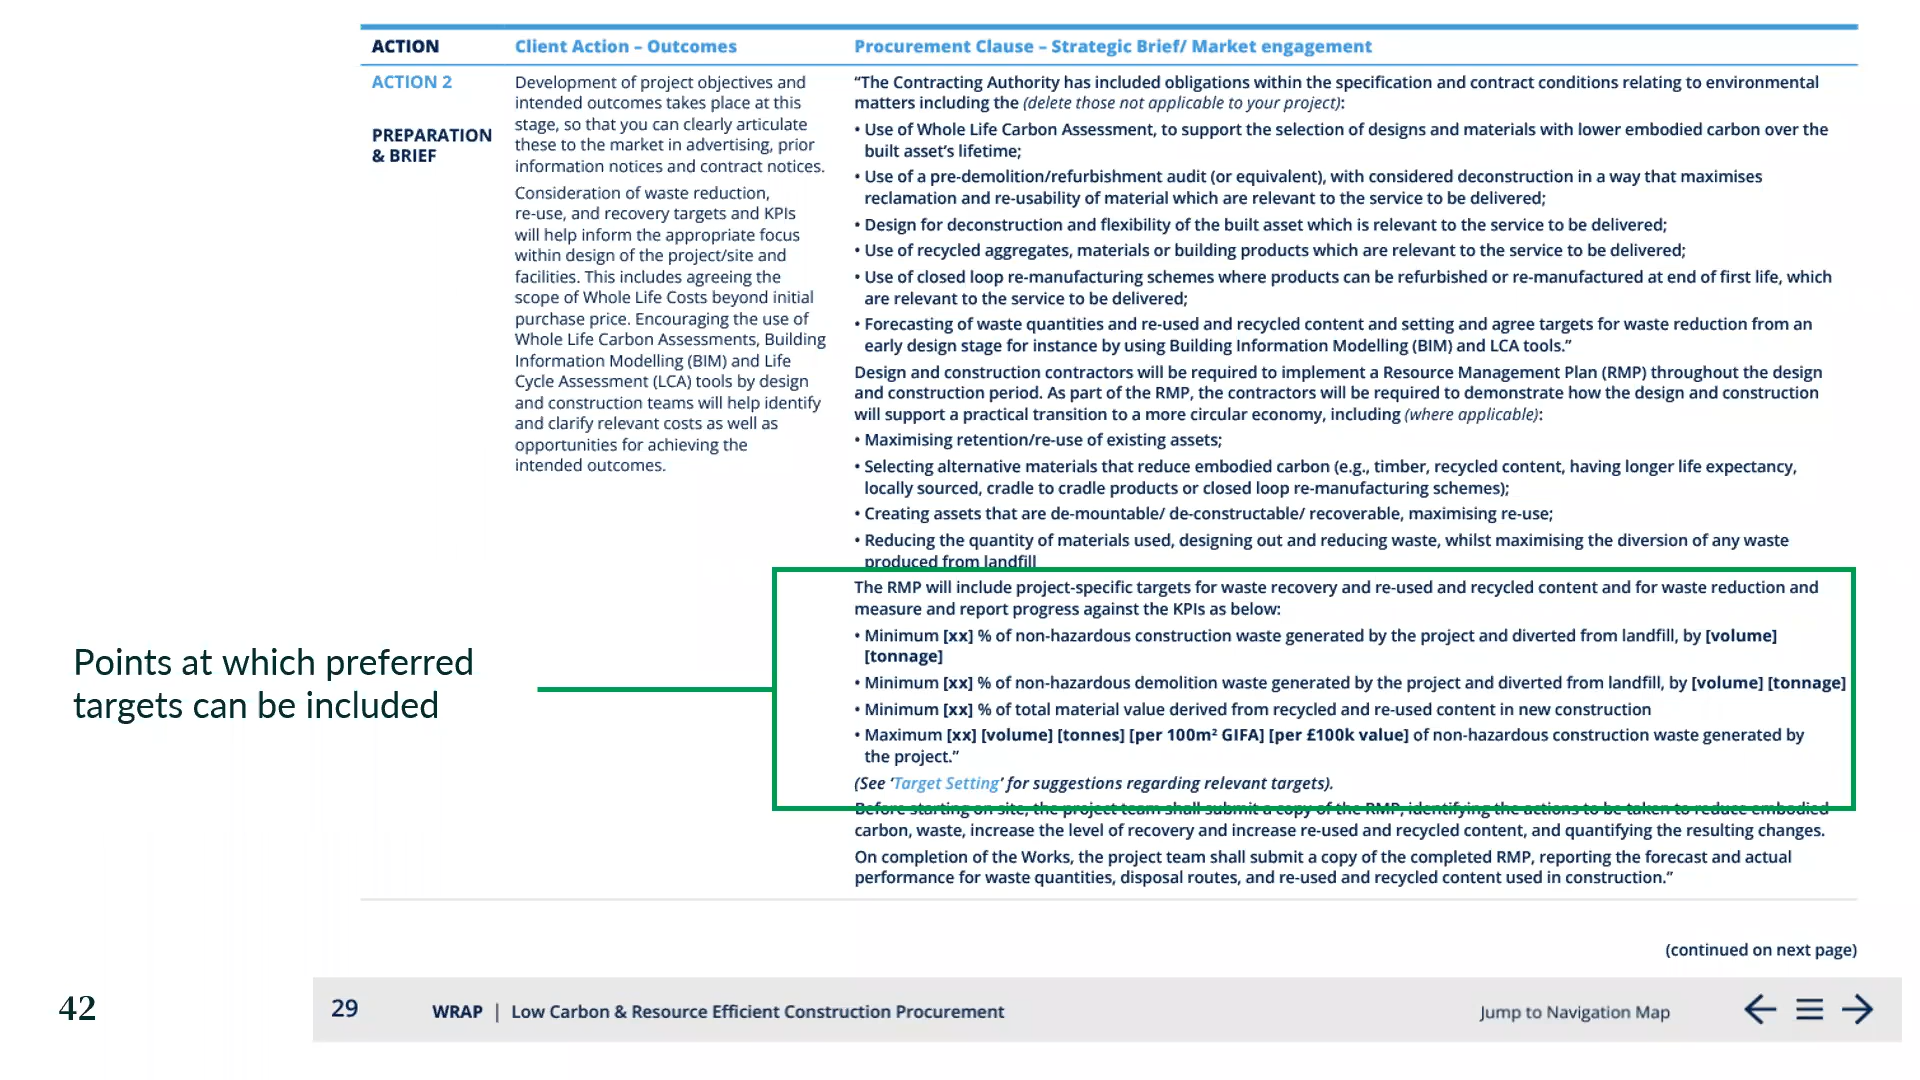 ACTION
Client Action – Outcomes
Procurement Clause – Strategic Brief/ Market engagement
ACTION 2
PREPARATION
& BRIEF
Development of project objectives and
intended outcomes takes place at this
stage, so that you can clearly articulate
these to the market in advertising, prior
information notices and contract notices.
Consideration of waste reduction,
re-use, and recovery targets and KPIs
will help inform the appropriate focus
within design of the project/site and
facilities. This includes agreeing the
scope of Whole Life Costs beyond initial
purchase price. Encouraging the use of
Whole Life Carbon Assessments, Building
Information Modelling (BIM) and Life
Cycle Assessment (LCA) tools by design
and construction teams will help identify
and clarify relevant costs as well as
opportunities for achieving the
intended outcomes.
“The Contracting Authority has included obligations within the specification and contract conditions relating to environmental
matters including the (delete those not applicable to your project):
• Use of Whole Life Carbon Assessment, to support the selection of designs and materials with lower embodied carbon over the
built asset’s lifetime;
• Use of a pre-demolition/refurbishment audit (or equivalent), with considered deconstruction in a way that maximises
reclamation and re-usability of material which are relevant to the service to be delivered;
• Design for deconstruction and flexibility of the built asset which is relevant to the service to be delivered;
• Use of recycled aggregates, materials or building products which are relevant to the service to be delivered;
• Use of closed loop re-manufacturing schemes where products can be refurbished or re-manufactured at end of first life, which
are relevant to the service to be delivered;
• Forecasting of waste quantities and re-used and recycled content and setting and agree targets for waste reduction from an
early design stage for instance by using Building Information Modelling (BIM) and LCA tools.”
Design and construction contractors will be required to implement a Resource Management Plan (RMP) throughout the design
and construction period. As part of the RMP, the contractors will be required to demonstrate how the design and construction
will support a practical transition to a more circular economy, including (where applicable):
• Maximising retention/re-use of existing assets;
• Selecting alternative materials that reduce embodied carbon (e.g., timber, recycled content, having longer life expectancy,
locally sourced, cradle to cradle products or closed loop re-manufacturing schemes);
• Creating assets that are de-mountable/ de-constructable/ recoverable, maximising re-use;
• Reducing the quantity of materials used, designing out and reducing waste, whilst maximising the diversion of any waste
produced from landfill
The RMP will include project-specific targets for waste recovery and re-used and recycled content and for waste reduction and
measure and report progress against the KPIs as below:
• Minimum [xx] % of non-hazardous construction waste generated by the project and diverted from landfill, by [volume]
[tonnage]
• Minimum [xx] % of non-hazardous demolition waste generated by the project and diverted from landfill, by [volume] [tonnage]
• Minimum [xx] % of total material value derived from recycled and re-used content in new construction
• Maximum [xx] [volume] [tonnes] [per 100m² GIFA] [per £100k value] of non-hazardous construction waste generated by
the project.”
(See ‘Target Setting’ for suggestions regarding relevant targets).
Before starting on site, the project team shall submit a copy of the RMP, identifying the actions to be taken to reduce embodied
carbon, waste, increase the level of recovery and increase re-used and recycled content, and quantifying the resulting changes.
On completion of the Works, the project team shall submit a copy of the completed RMP, reporting the forecast and actual
performance for waste quantities, disposal routes, and re-used and recycled content used in construction.”
Points at which preferred
targets can be included
(continued on next page)
42
29
WRAP | Low Carbon & Resource Efficient Construction Procurement
Jump to Navigation Map